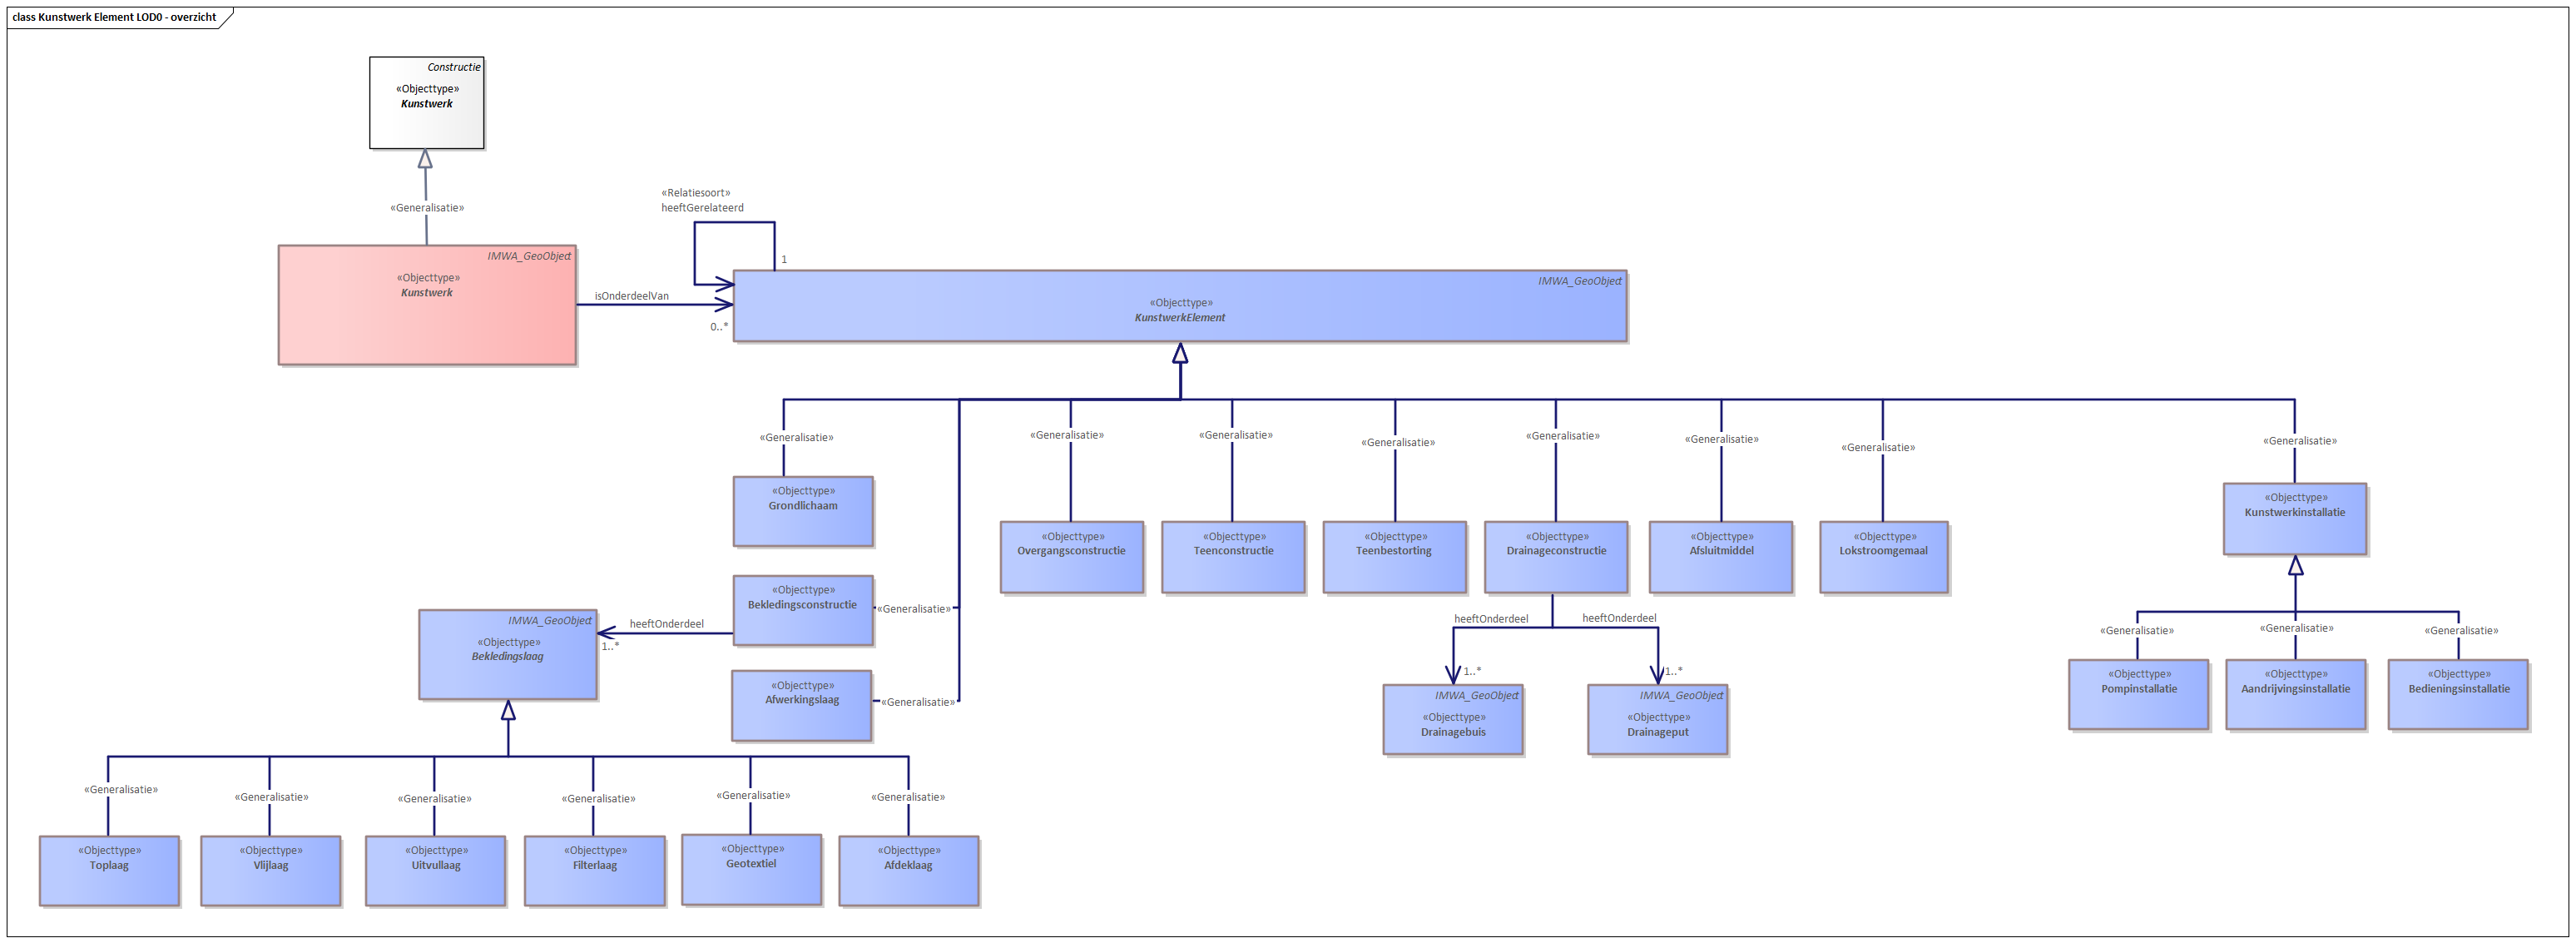 class Kunstwerk Element LOD0 - overzicht
Constructie
«Objecttype»
Kunstwerk
«Generalisatie»
IMWA_GeoObject
«Objecttype»
Kunstwerk
isOnderdeelVan
0..*
«Relatiesoort»
heeftGerelateerd
1
IMWA_GeoObject
«Objecttype»
KunstwerkElement
«Generalisatie»
«Generalisatie»
«Generalisatie»
«Generalisatie»
«Generalisatie»
«Generalisatie»
«Generalisatie»
«Generalisatie»
«Objecttype»
Grondlichaam
«Objecttype»
Overgangsconstructie
«Objecttype»
Teenconstructie
«Objecttype»
Teenbestorting
«Objecttype»
Drainageconstructie
«Objecttype»
Afsluitmiddel
«Objecttype»
Lokstroomgemaal
«Objecttype»
Kunstwerkinstallatie
«Objecttype»
Bekledingsconstructie
«Generalisatie»
heeftOnderdeel
1..*
IMWA_GeoObject
«Objecttype»
Bekledingslaag
«Objecttype»
Afwerkingslaag
«Generalisatie»
heeftOnderdeel
heeftOnderdeel
1..*
1..*
IMWA_GeoObject
«Objecttype»
Drainagebuis
IMWA_GeoObject
«Objecttype»
Drainageput
«Generalisatie»
«Generalisatie»
«Generalisatie»
«Objecttype»
Pompinstallatie
«Objecttype»
Aandrijvingsinstallatie
«Objecttype»
Bedieningsinstallatie
«Generalisatie»
«Generalisatie»
«Generalisatie»
«Generalisatie»
«Generalisatie»
«Generalisatie»
«Objecttype»
Toplaag
«Objecttype»
Vlijlaag
«Objecttype»
Uitvullaag
«Objecttype»
Filterlaag
«Objecttype»
Geotextiel
«Objecttype»
Afdeklaag